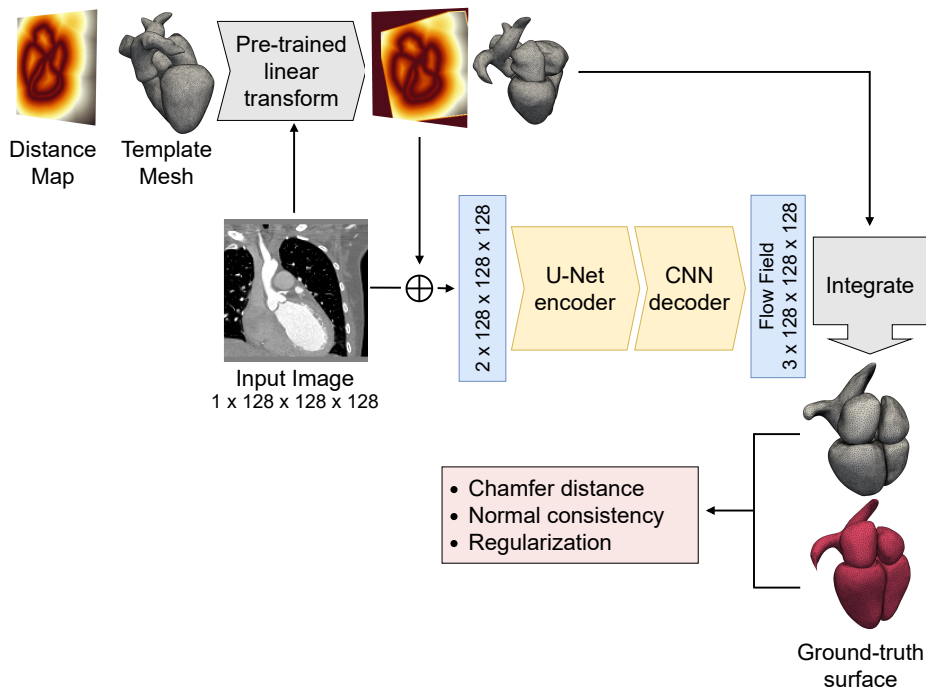 Pre-trained
linear
transform
Distance
Map
Template
Mesh
2 x 128 x 128 x 128
U-Net
encoder
CNN
decoder
Flow Field
3 x 128 x 128 x 128
Integrate
Input Image
1 x 128 x 128 x 128
• Chamfer distance
• Normal consistency
• Regularization
Ground-truth
surface